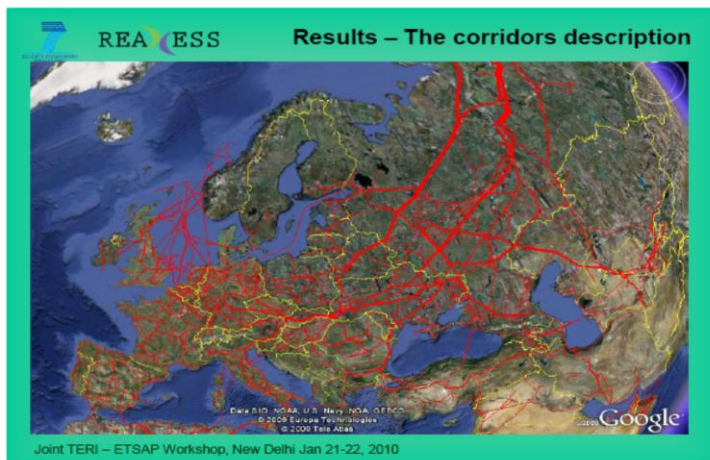 REACCESS
Results – The corridors description
Data SIO, NOAA, U.S. Navy, NGA, GEBCO
© 2009 Europa Technologies
© 2009 Tele Atlas
Google
Joint TERI – ETSAP Workshop, New Delhi Jan 21-22, 2010